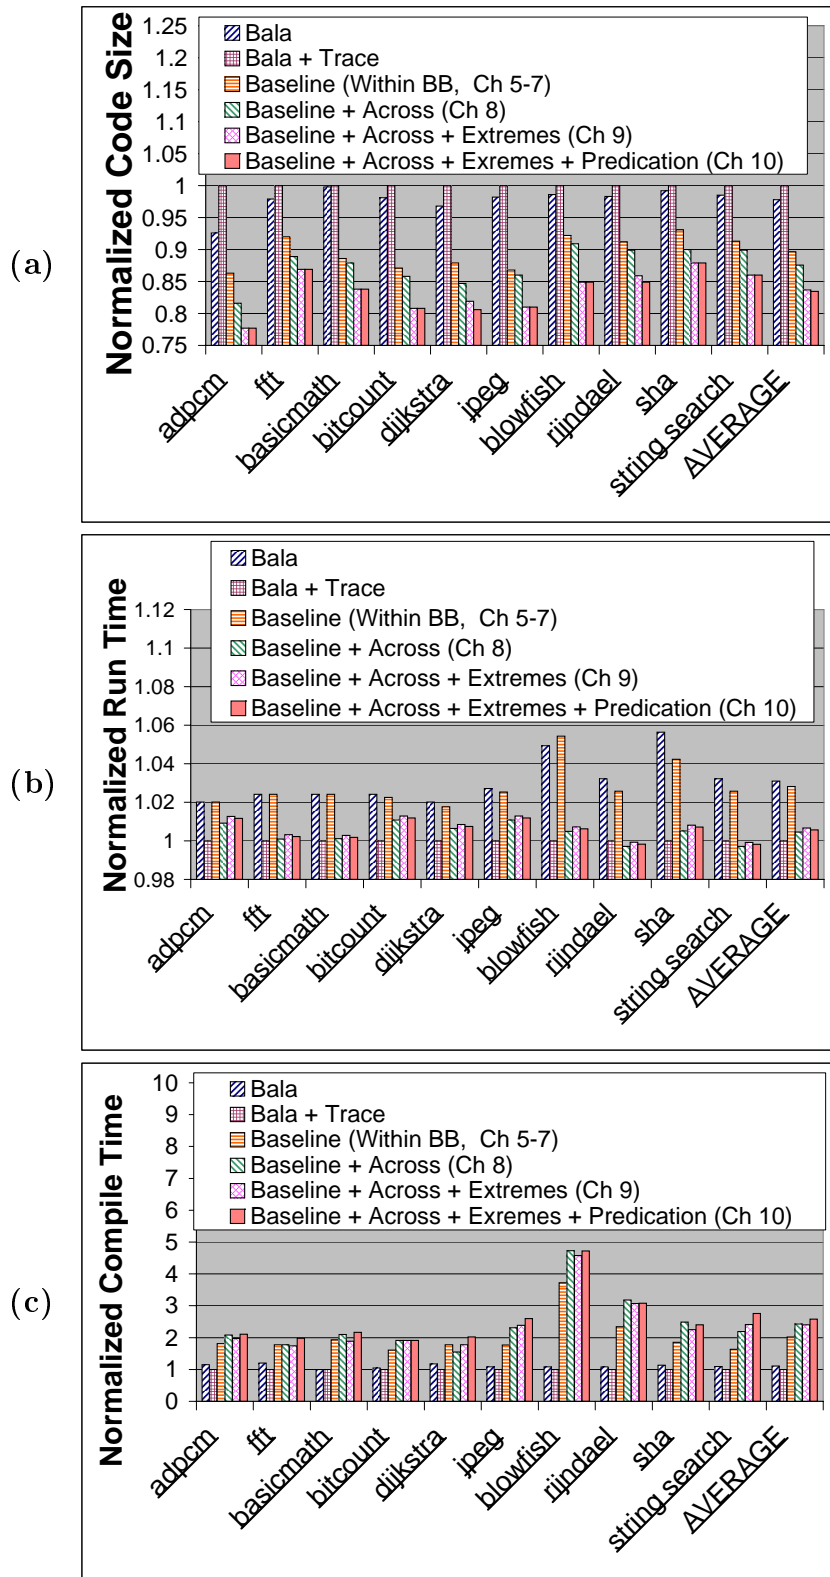 (a)
Normalized Code Size
1.25
1.2
1.15
1.1
1.05
1
0.95
0.9
0.85
0.8
0.75
Bala
Bala + Trace
Baseline (Within BB, Ch 5-7)
Baseline + Across (Ch 8)
Baseline + Across + Extremes (Ch 9)
Baseline + Across + Exremes + Predication (Ch 10)
adpcm
fft
basicmath
bitcount
dijkstra
jpeg
blowfish
rijndael
sha
string search
AVERAGE
(b)
Normalized Run Time
1.12
1.1
1.08
1.06
1.04
1.02
1
0.98
Bala
Bala + Trace
Baseline (Within BB, Ch 5-7)
Baseline + Across (Ch 8)
Baseline + Across + Extremes (Ch 9)
Baseline + Across + Extremes + Predication (Ch 10)
adpcm
fft
basicmath
bitcount
dijkstra
jpeg
blowfish
rijndael
sha
string search
AVERAGE
(c)
Normalized Compile Time
10
9
8
7
6
5
4
3
2
1
0
Bala
Bala + Trace
Baseline (Within BB, Ch 5-7)
Baseline + Across (Ch 8)
Baseline + Across + Extremes (Ch 9)
Baseline + Across + Exremes + Predication (Ch 10)
adpcm
fft
basicmath
bitcount
dijkstra
jpeg
blowfish
rijndael
sha
string search
AVERAGE